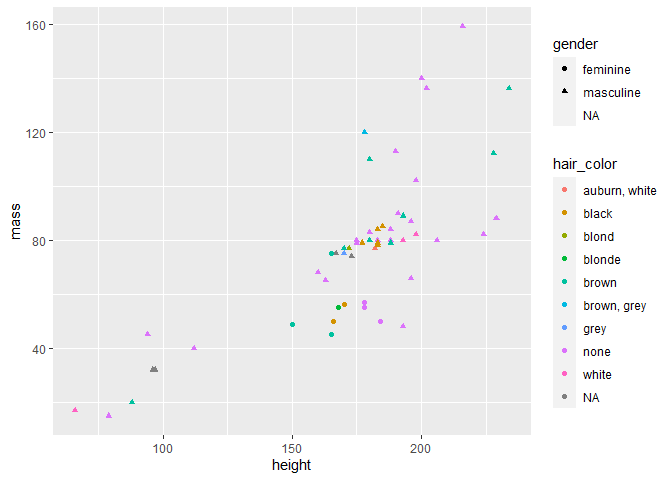 160
120
80
40
mass
100
150
200
height
gender
feminine
masculine
NA
hair_color
auburn, white
black
blond
blonde
brown
brown, grey
grey
none
white
NA